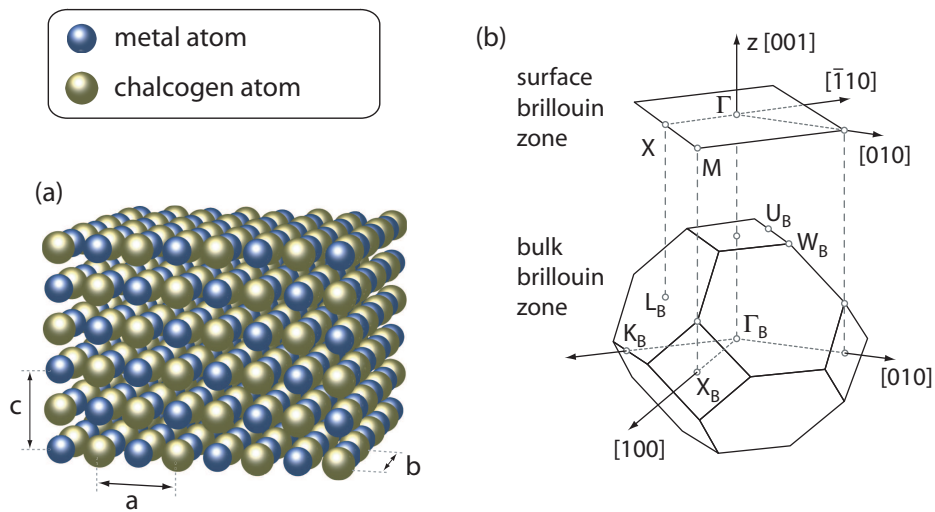 metal atom
chalcogen atom
(a)
c
a
b
(b)
z [001]
surface
brillouin
zone
Γ
[1̅10]
X
M
[010]
bulk
brillouin
zone
U_B
W_B
L_B
K_B
Γ_B
X_B
[010]
[100]